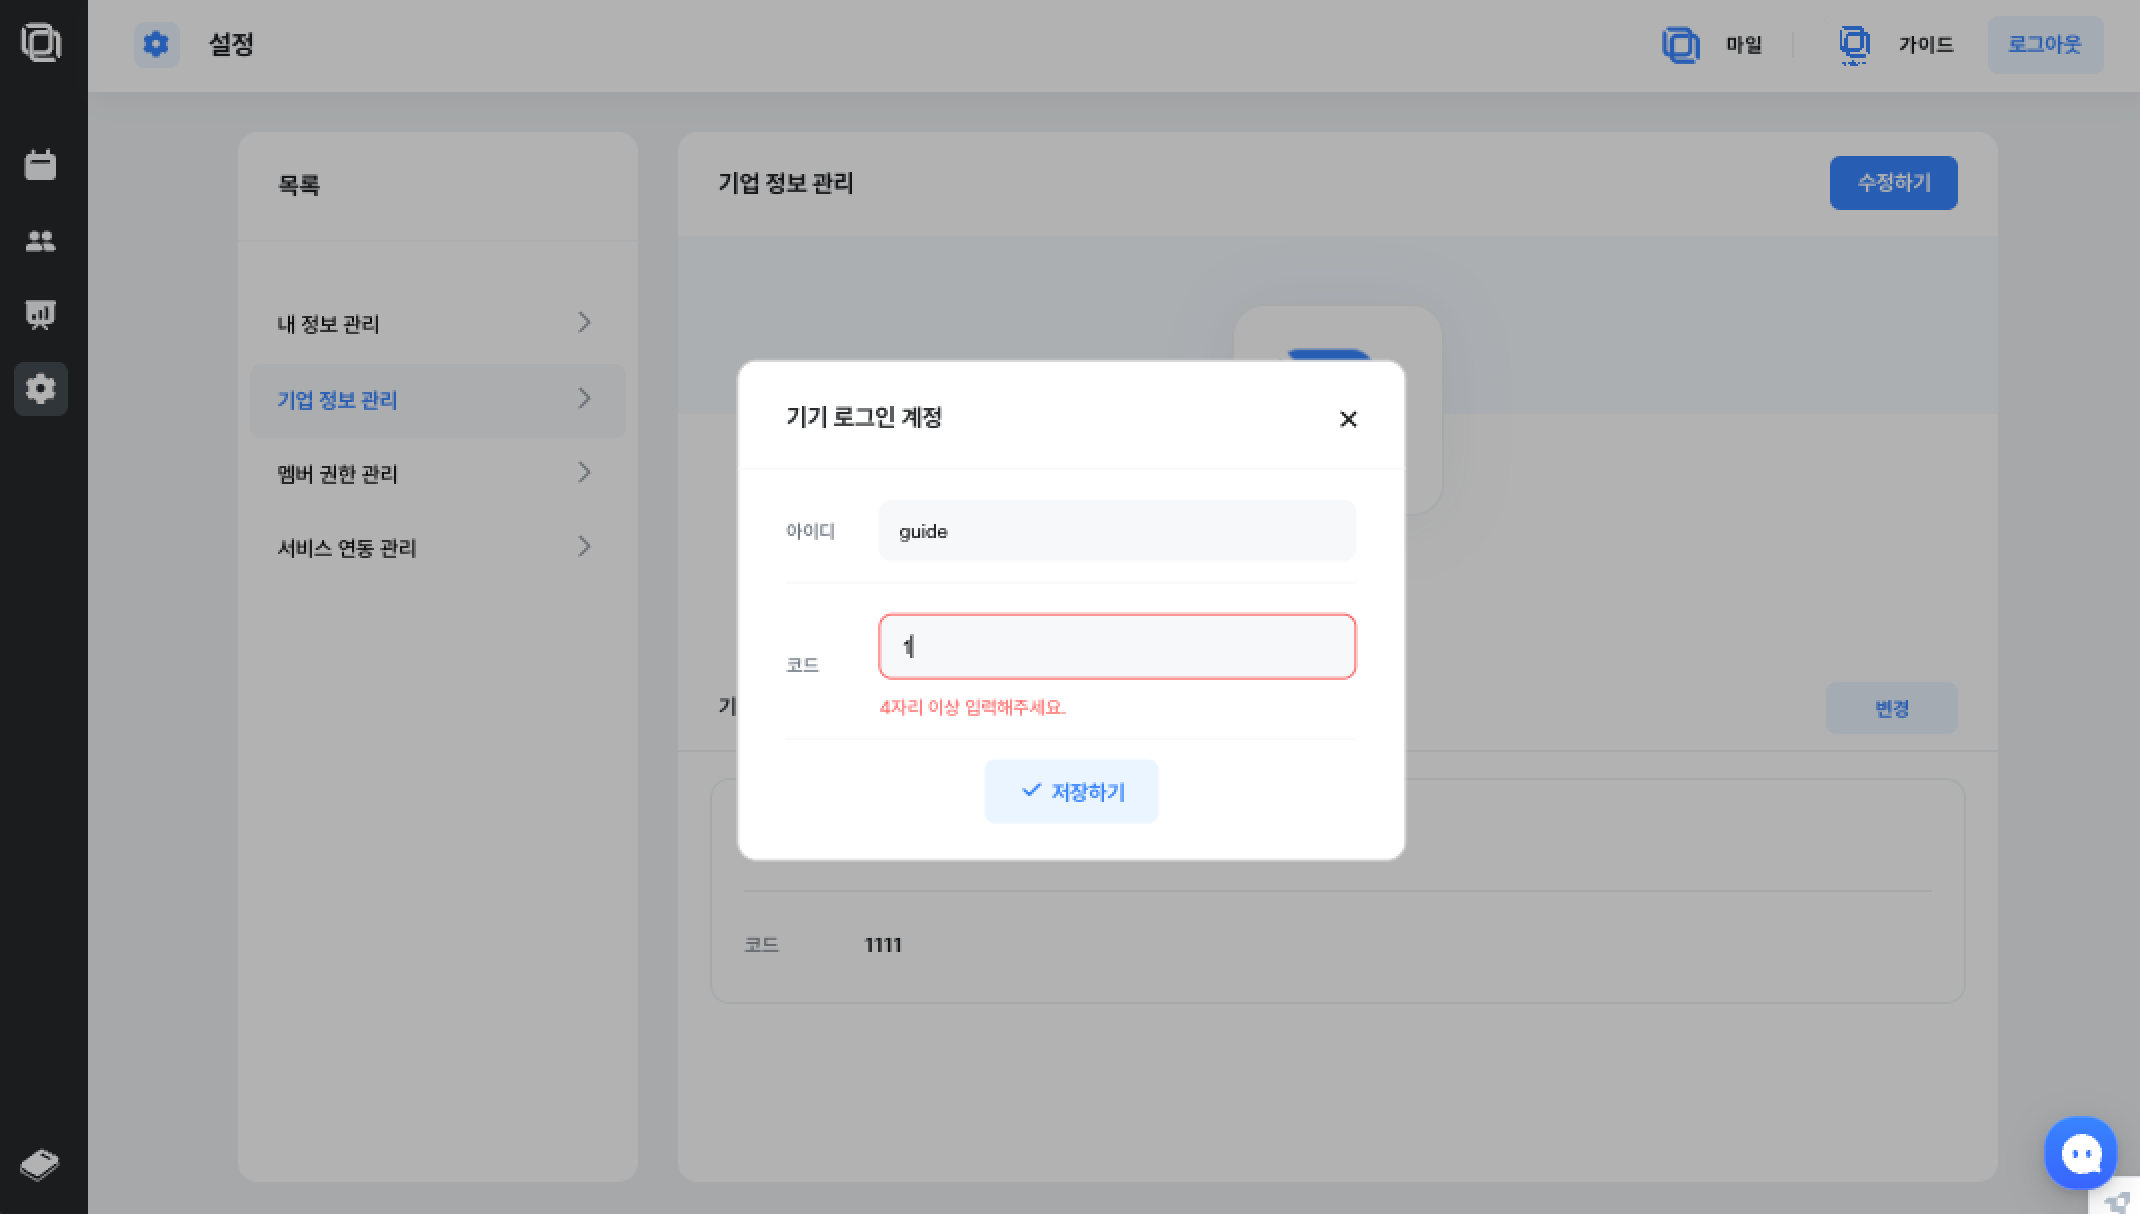 설정
마일
가이드
로그아웃
목록
내 정보 관리
기업 정보 관리
멤버 권한 관리
서비스 연동 관리
기업 정보 관리
수정하기
기기 로그인 계정
아이디
guide
코드
1
4자리 이상 입력해주세요.
저장하기
기
변경
코드
1111